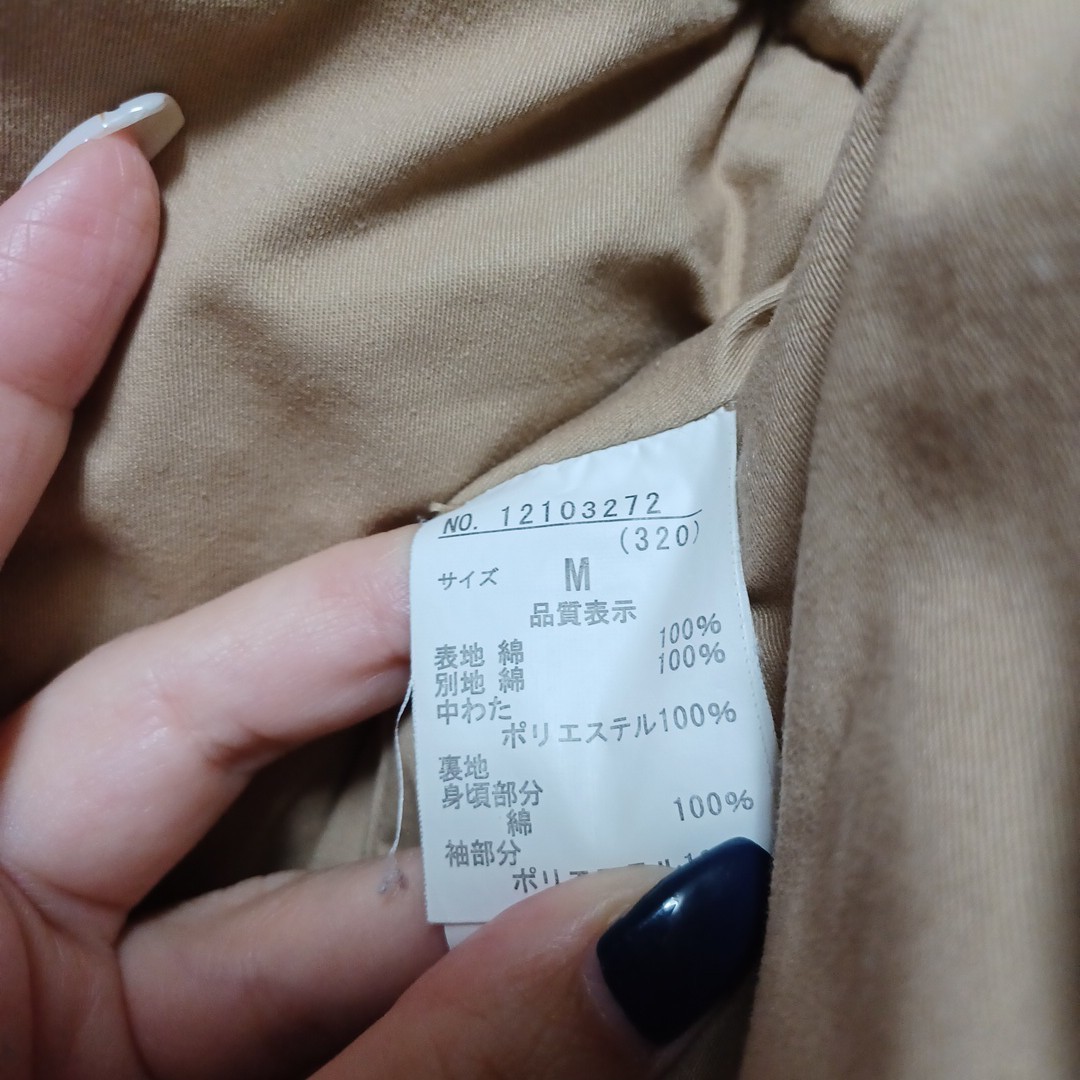 NO. 12103272
(320)
サイズ M
品質表示
表地 綿 100%
別地 綿 100%
中わた
ポリエステル100%
裏地
身頃部分
綿 100%
袖部分